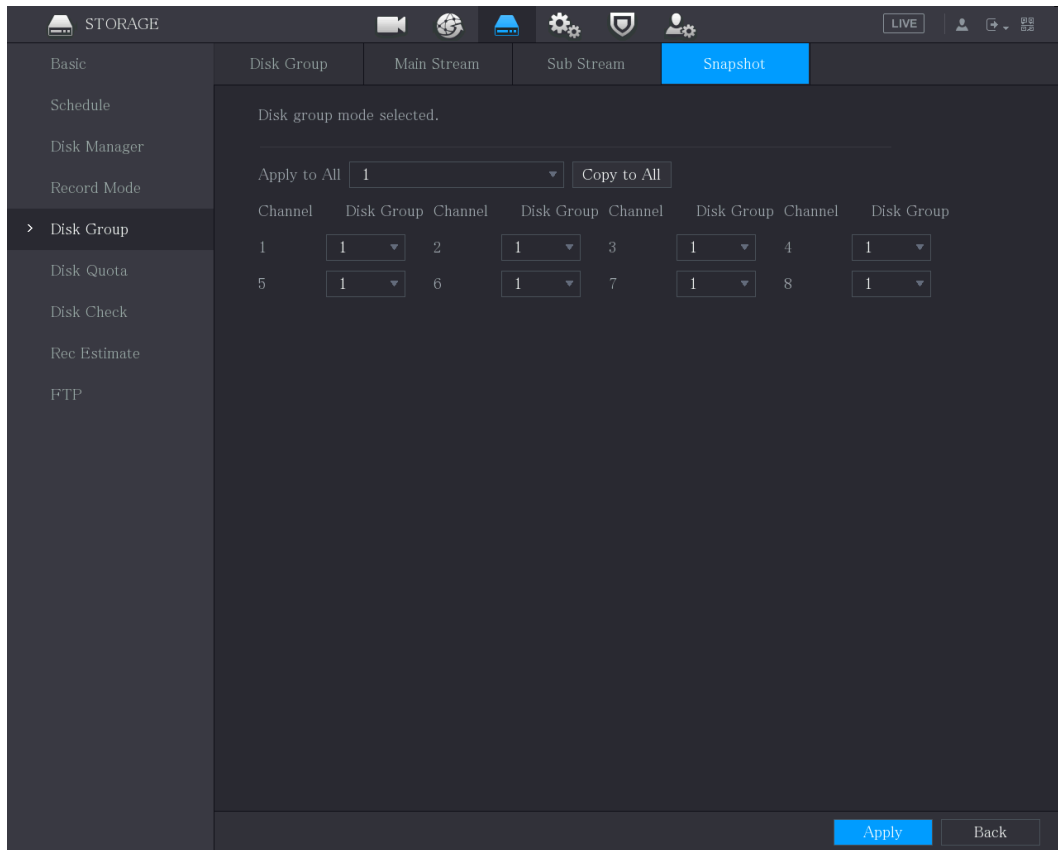 STORAGE
LIVE
Basic
Schedule
Disk Manager
Record Mode
> Disk Group
Disk Quota
Disk Check
Rec Estimate
FTP
Disk Group Main Stream Sub Stream Snapshot
Disk group mode selected.
Apply to All 1 Copy to All
Channel Disk Group Channel Disk Group Channel Disk Group Channel Disk Group
1 1 2 1 3 1 4 1
5 1 6 1 7 1 8 1
Apply Back